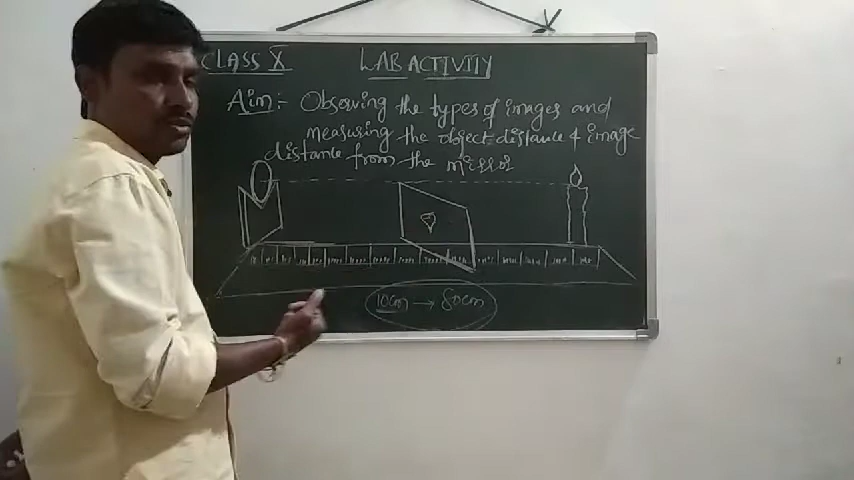 CLASS X
LAB ACTIVITY
Aim:- Observing the types of images and
measuring the object distance & image
distance from the mirror
10cm → 80cm